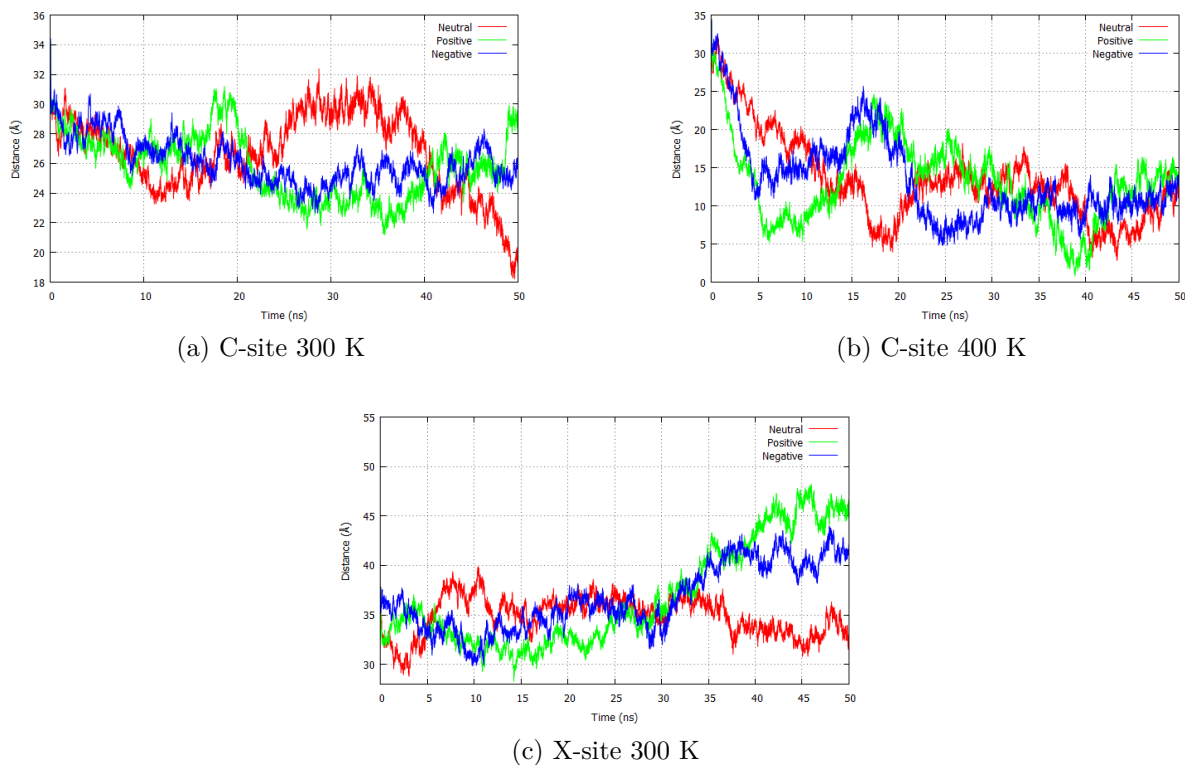 36
34
32
30
28
26
24
22
20
18
0 10 20 30 40 50
Distance (Å)
Time (ns)
Neutral
Positive
Negative
(a) C-site 300 K
35
30
25
20
15
10
5
0
0 5 10 15 20 25 30 35 40 45 50
Distance (Å)
Time (ns)
Neutral
Positive
Negative
(b) C-site 400 K
55
50
45
40
35
30
0 5 10 15 20 25 30 35 40 45 50
Distance (Å)
Time (ns)
Neutral
Positive
Negative
(c) X-site 300 K